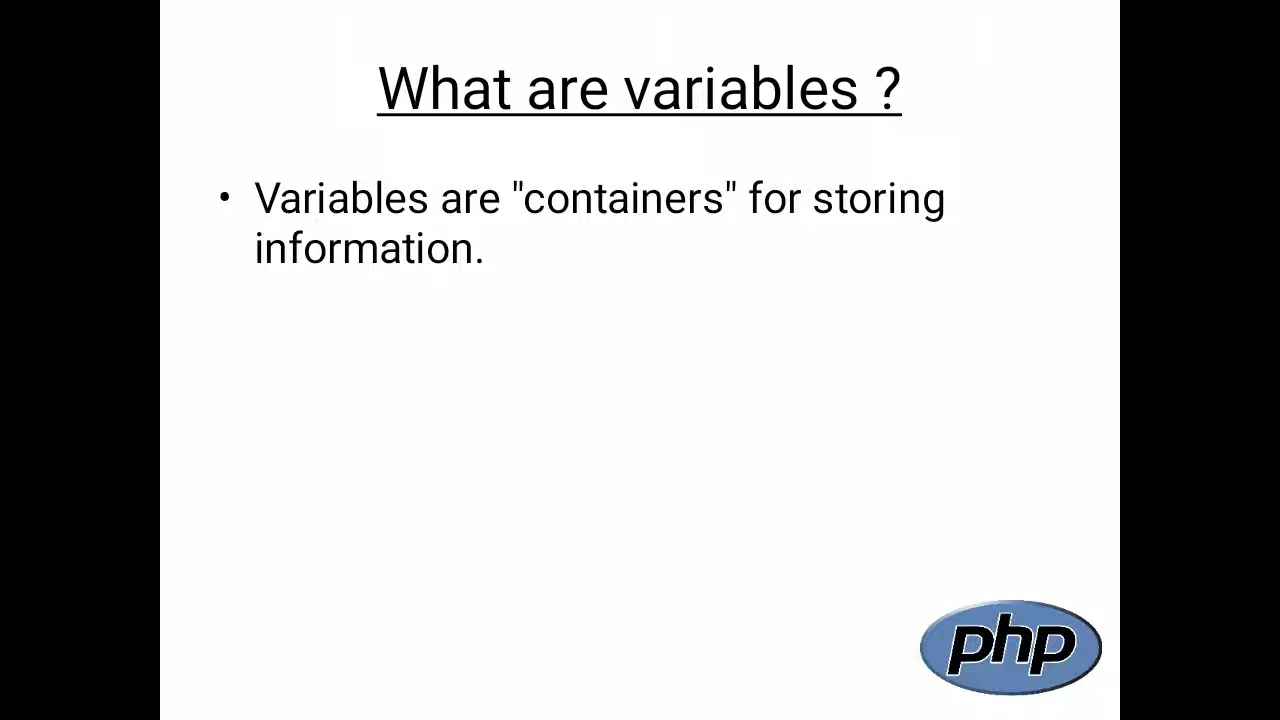 What are variables ?
• Variables are "containers" for storing
information.
php